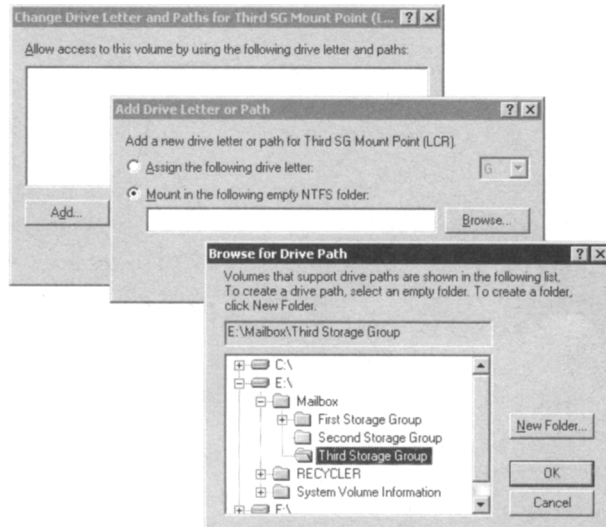 Change Drive Letter and Paths for Third SG Mount Point (L...
Allow access to this volume by using the following drive letter and paths:
Add...
Add Drive Letter or Path
Add a new drive letter or path for Third SG Mount Point (LCR).
Assign the following drive letter:
G
Mount in the following empty NTFS folder:
Browse...
Browse for Drive Path
Volumes that support drive paths are shown in the following list.
To create a drive path, select an empty folder. To create a folder,
click New Folder.
E:\Mailbox\Third Storage Group
C:\
E:\
Mailbox
First Storage Group
Second Storage Group
Third Storage Group
RECYCLER
System Volume Information
F:\
New Folder...
OK
Cancel